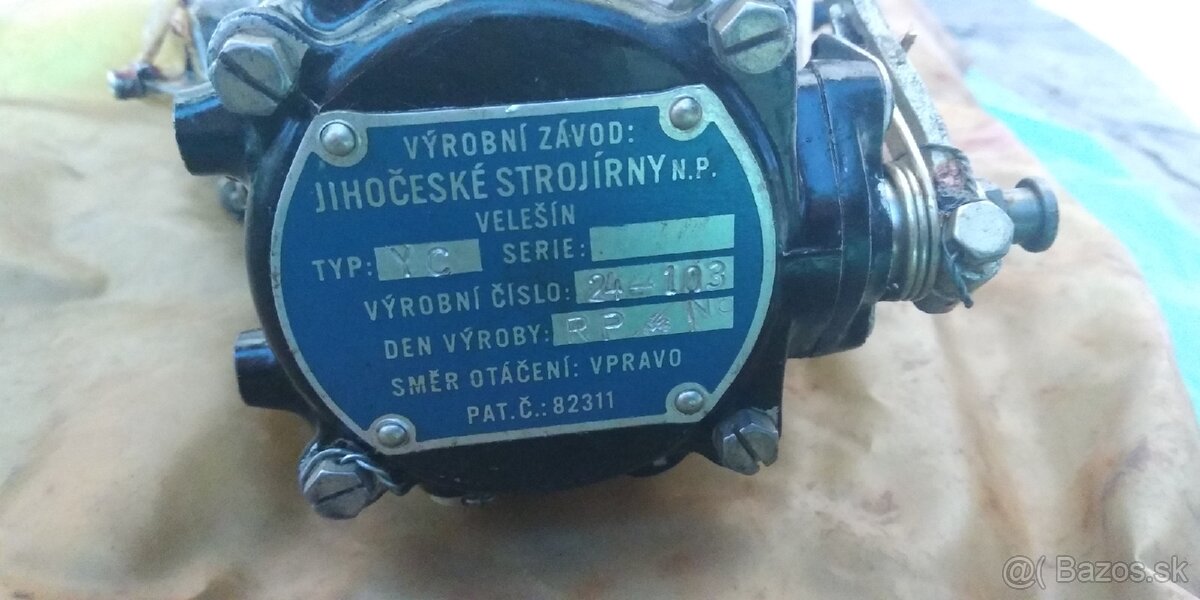 VÝROBNÍ ZÁVOD:
JIHOČESKÉ STROJÍRNY N.P.
VELEŠÍN
TYP: YC SERIE:
VÝROBNÍ ČÍSLO: 24-103
DEN VÝROBY: RP
SMĚR OTÁČENÍ: VPRAVO
PAT.Č.: 82311
@( Bazos.sk